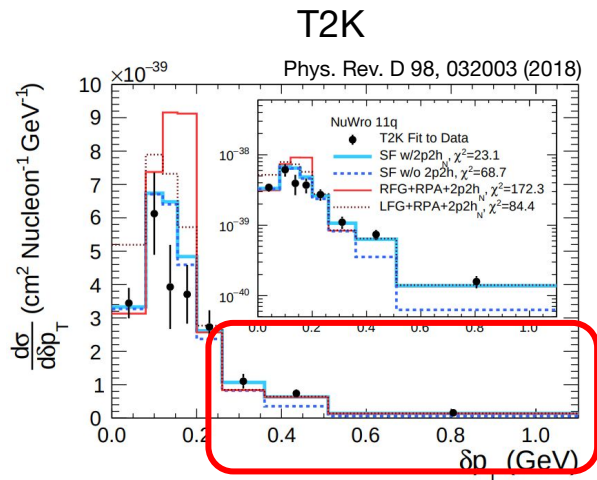 T2K
×10⁻³⁹
Phys. Rev. D 98, 032003 (2018)
10
9
8
7
6
5
4
3
2
1
0
dσ
dδp_T (cm² Nucleon⁻¹ GeV⁻¹)
NuWro 11q
T2K Fit to Data
SF w/2p2h_N, χ²=23.1
SF w/o 2p2h, χ²=68.7
RFG+RPA+2p2h_N, χ²=172.3
LFG+RPA+2p2h_N, χ²=84.4
10⁻³⁸
10⁻³⁹
10⁻⁴⁰
0.0 0.2 0.4 0.6 0.8 1.0
0.0 0.2 0.4 0.6 0.8 1.0
δp (GeV)